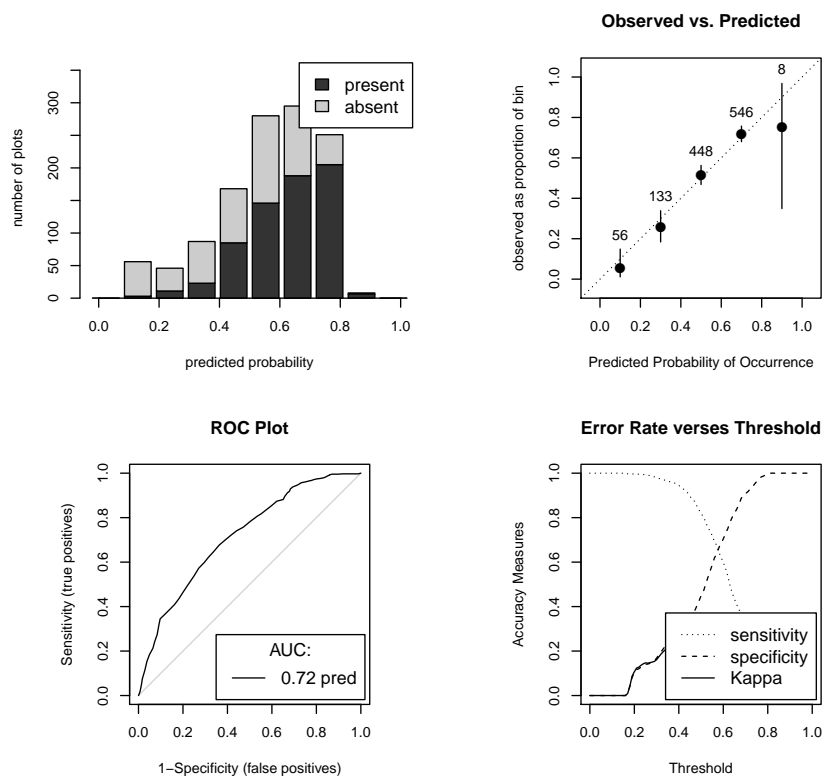 number of plots
0
50
100
200
300
present
absent
0.0 0.2 0.4 0.6 0.8 1.0
predicted probability
Observed vs. Predicted
observed as proportion of bin
0.0 0.2 0.4 0.6 0.8 1.0
56
133
448
546
8
0.0 0.2 0.4 0.6 0.8 1.0
Predicted Probability of Occurrence
ROC Plot
Sensitivity (true positives)
0.0 0.2 0.4 0.6 0.8 1.0
AUC:
0.72 pred
0.0 0.2 0.4 0.6 0.8 1.0
1−Specificity (false positives)
Error Rate verses Threshold
Accuracy Measures
0.0 0.2 0.4 0.6 0.8 1.0
sensitivity
specificity
Kappa
0.0 0.2 0.4 0.6 0.8 1.0
Threshold